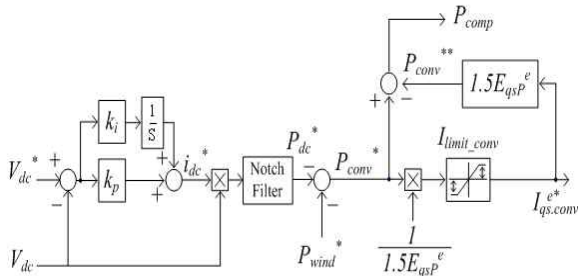 P_comp
P_conv**
1.5E_qsP^e
k_i
1/S
V_dc*
k_p
i_dc*
Notch
Filter
P_dc*
P_conv*
I_limit_conv
I_qs.conv^e*
V_dc
P_wind*
1/1.5E_qsP^e
+
−
+
+
−
−
+
−